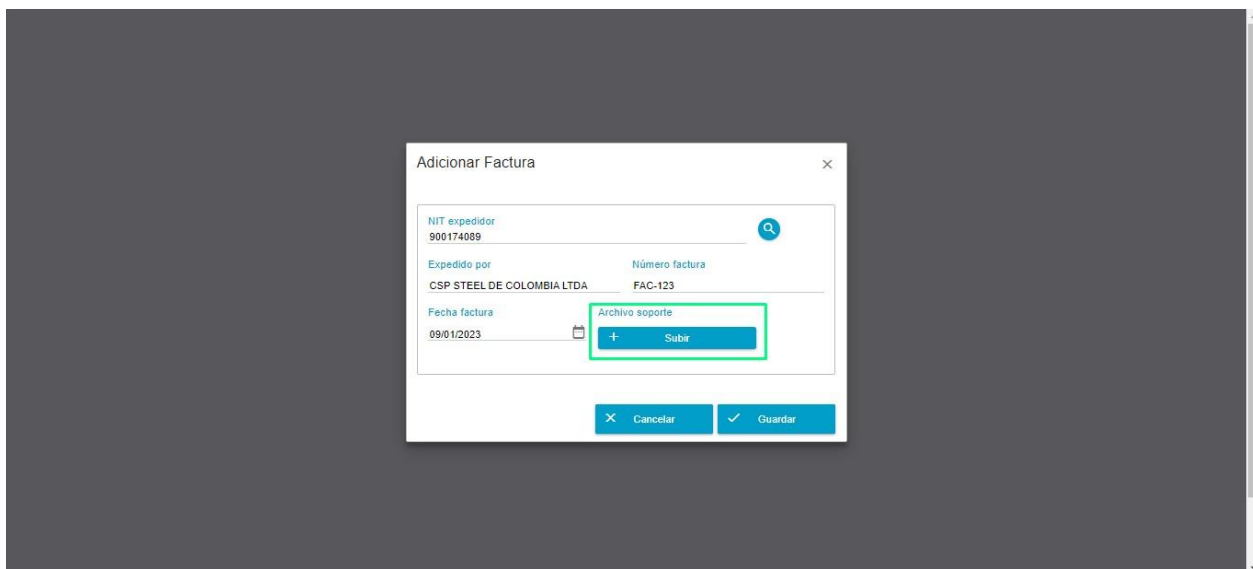 Adicionar Factura
NIT expedidor
900174089
Expedido por
Número factura
CSP STEEL DE COLOMBIA LTDA
FAC-123
Fecha factura
Archivo soporte
09/01/2023
Subir
Cancelar
Guardar